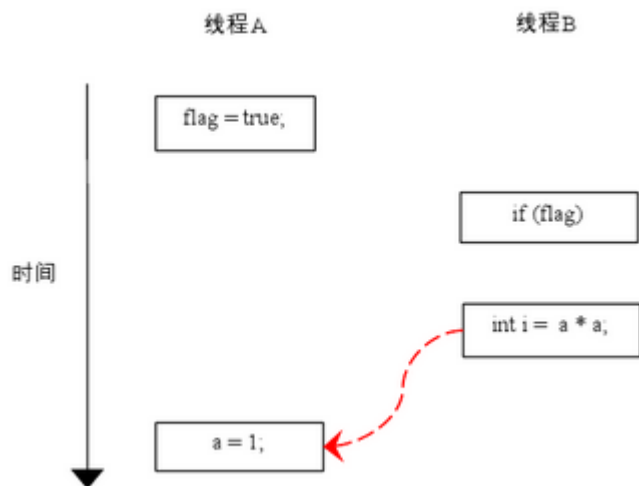 线程A
线程B
flag = true;
if (flag)
时间
int i = a * a;
a = 1;